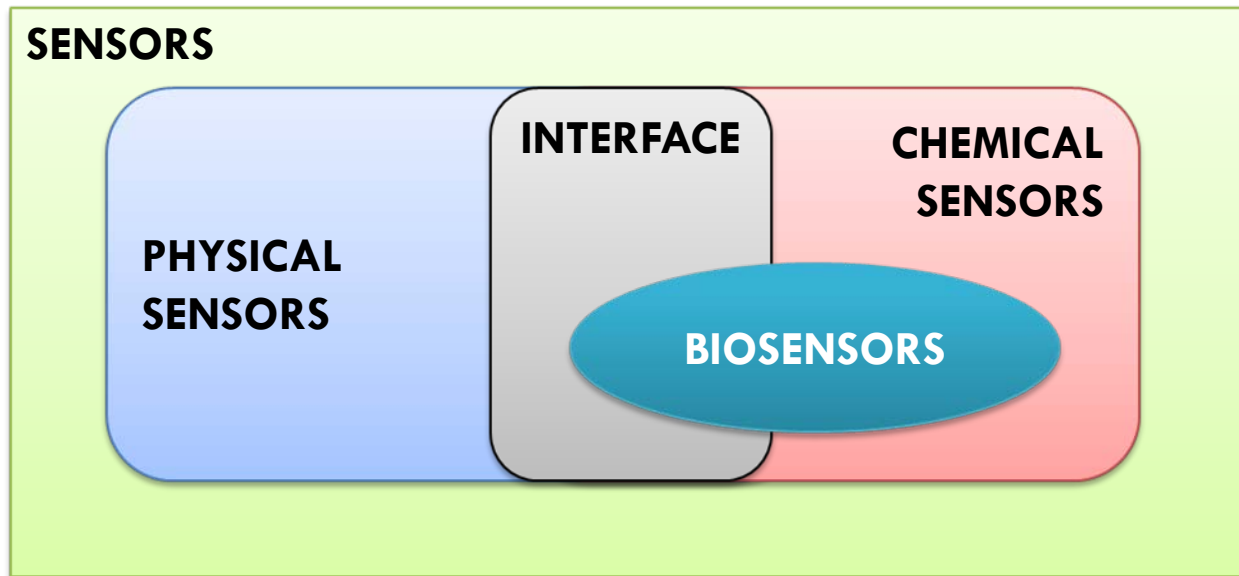 SENSORS
INTERFACE
CHEMICAL
SENSORS
PHYSICAL
SENSORS
BIOSENSORS